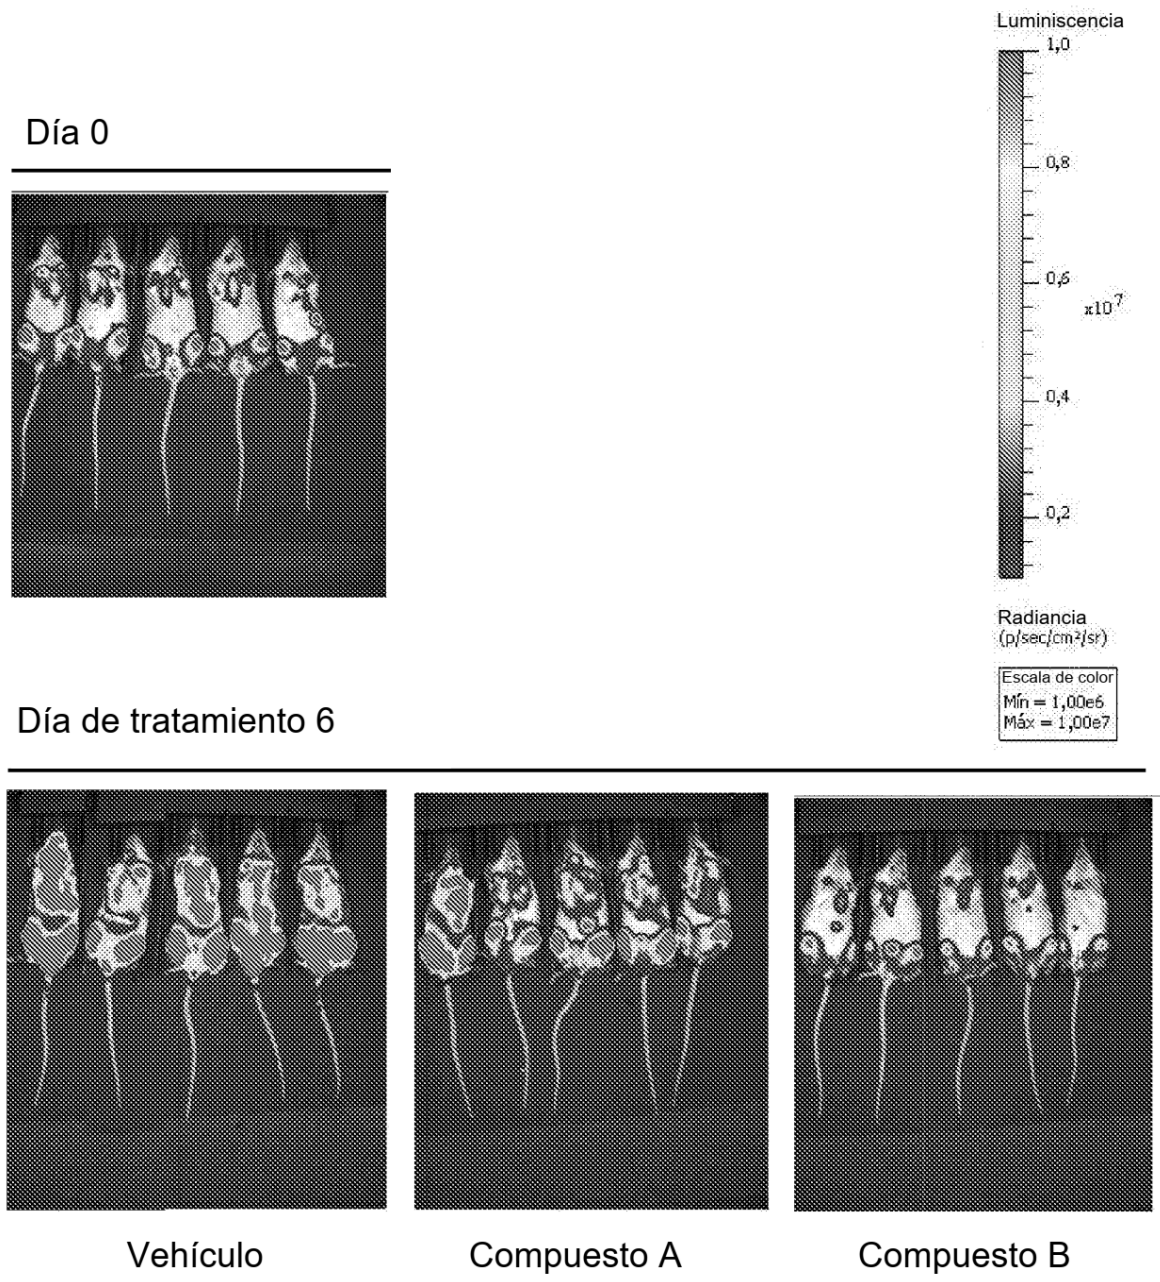 Luminiscencia
1,0
Día 0
0,8
0,6
x10⁷
0,4
0,2
Radiancia
(p/sec/cm²/sr)
Escala de color
Mín = 1,00e6
Máx = 1,00e7
Día de tratamiento 6
Vehículo
Compuesto A
Compuesto B